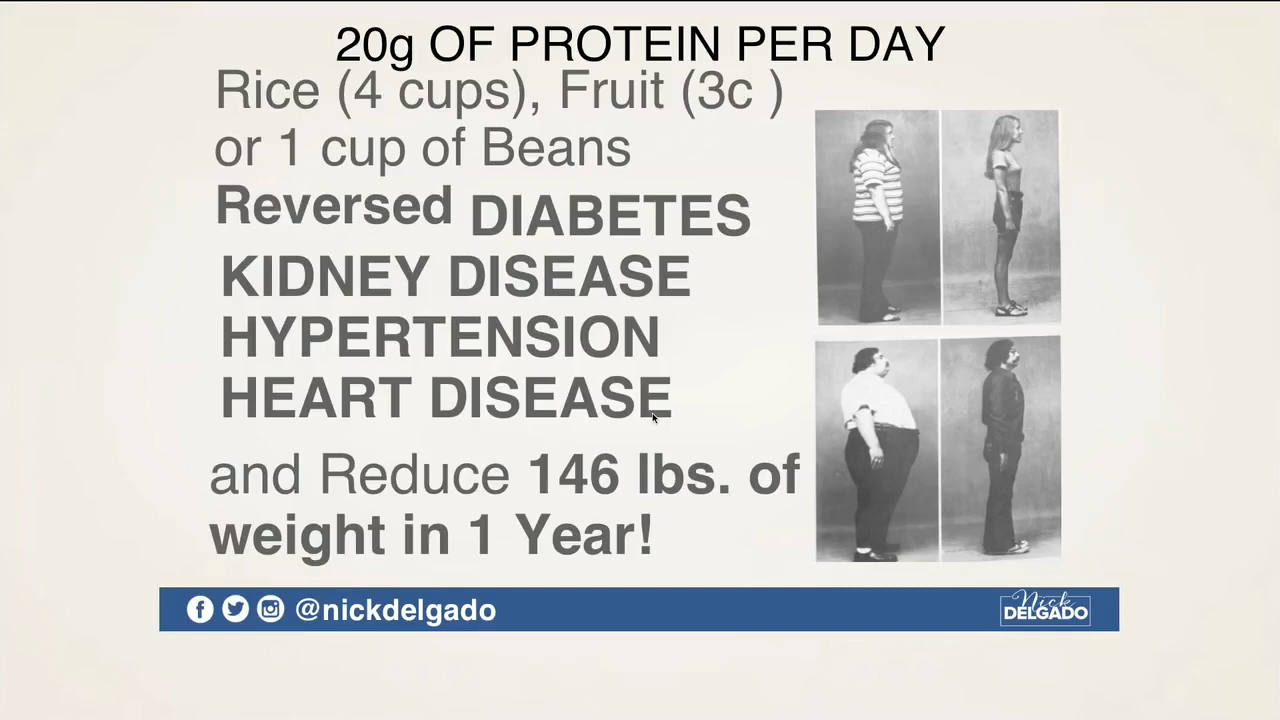 20g OF PROTEIN PER DAY
Rice (4 cups), Fruit (3c )
or 1 cup of Beans
Reversed DIABETES
KIDNEY DISEASE
HYPERTENSION
HEART DISEASE
and Reduce 146 lbs. of
weight in 1 Year!
@nickdelgado
Nick
DELGADO